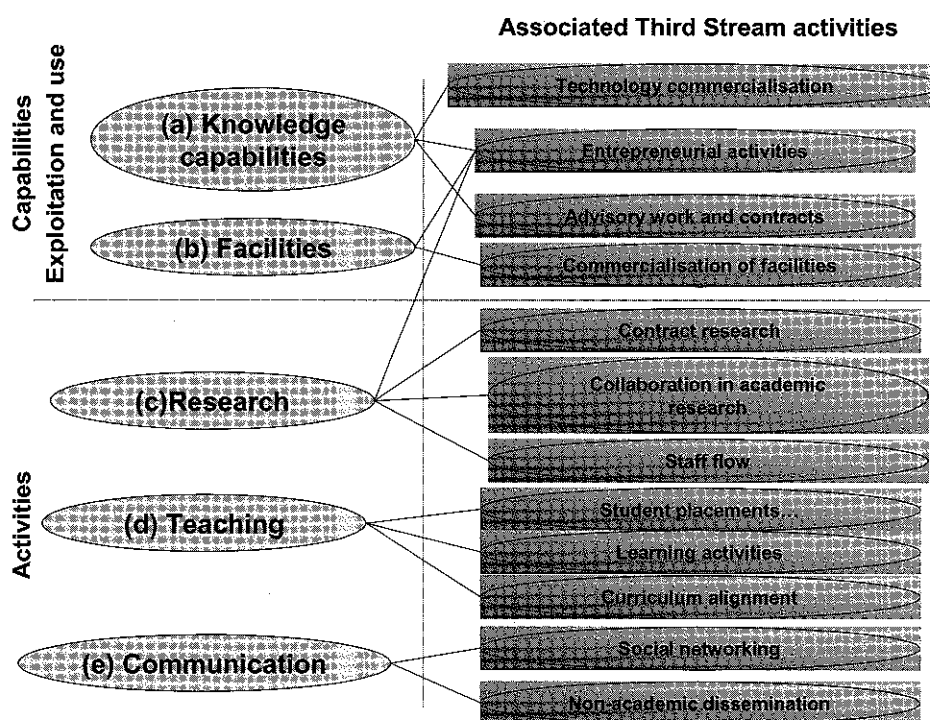 Associated Third Stream activities
Capabilities
Exploitation and use
(a) Knowledge
capabilities
(b) Facilities
Technology commercialisation
Entrepreneurial activities
Advisory work and contracts
Commercialisation of facilities
Activities
(c)Research
(d) Teaching
(e) Communication
Contract research
Collaboration in academic
research
Staff flow
Student placements...
Learning activities
Curriculum alignment
Social networking
Non-academic dissemination